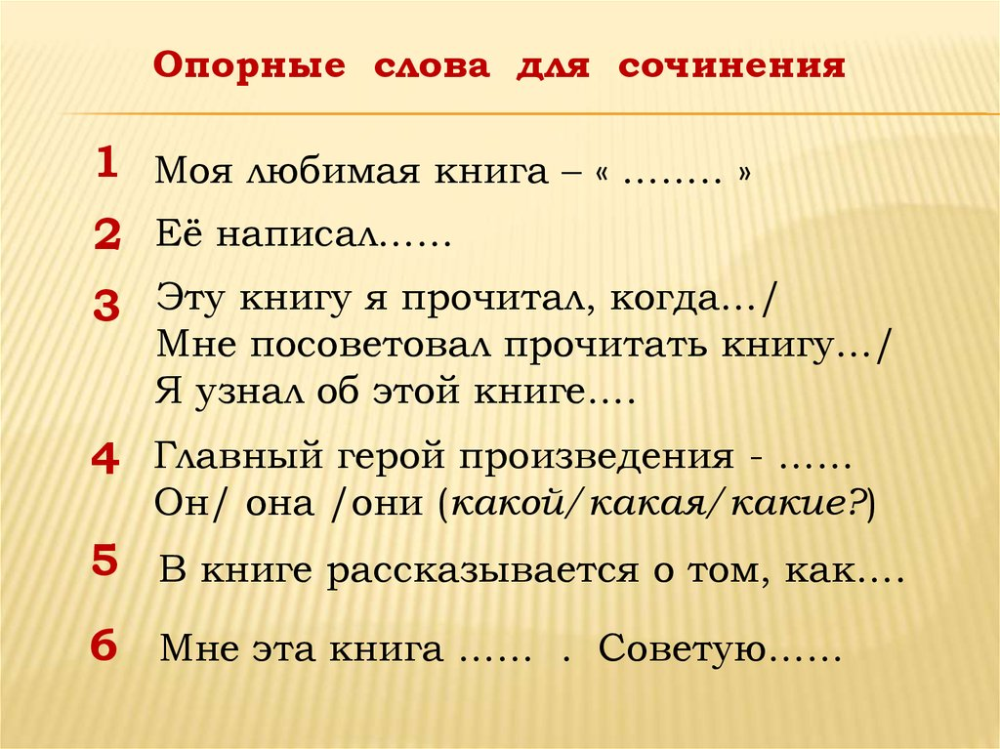 Опорные слова для сочинения
1 Моя любимая книга – « ........ »
2 Её написал......
3 Эту книгу я прочитал, когда.../
Мне посоветовал прочитать книгу.../
Я узнал об этой книге....
4 Главный герой произведения - ......
Он/ она /они (какой/какая/какие?)
5 В книге рассказывается о том, как....
6 Мне эта книга ...... . Советую......